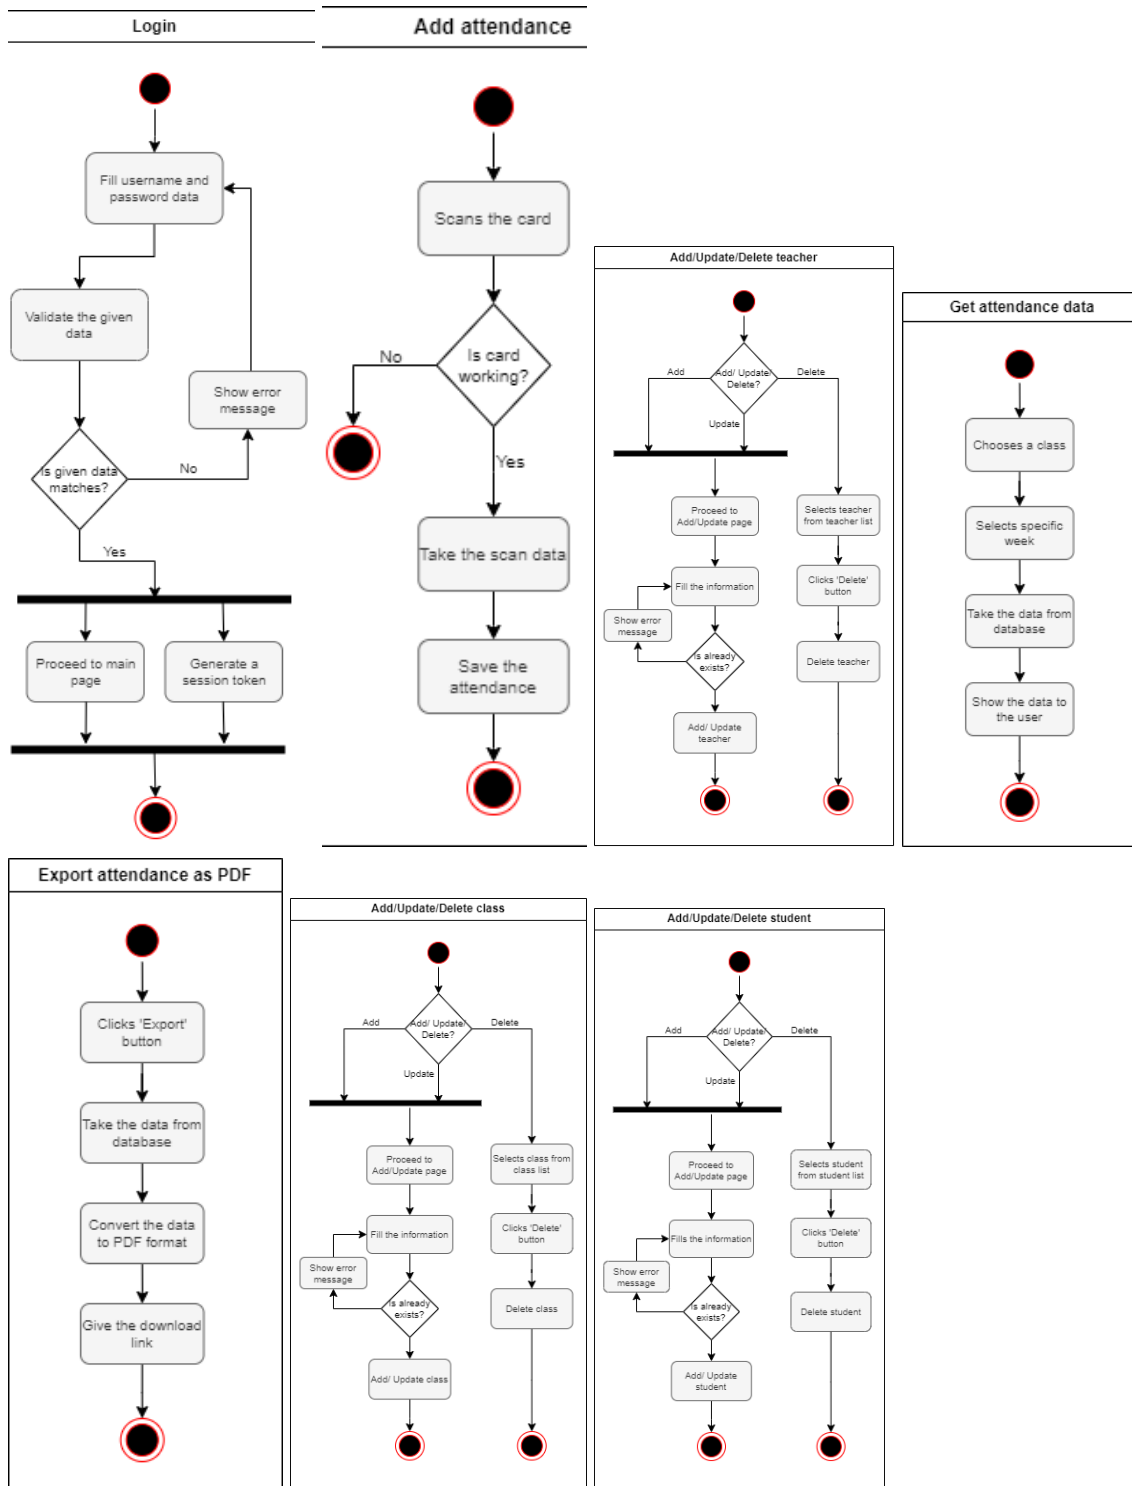 Login
Fill username and
password data
Validate the given
data
Show error
message
Is given data
matches?
No
Yes
Proceed to main
page
Generate a
session token
Add attendance
Scans the card
Is card
working?
No
Yes
Take the scan data
Save the
attendance
Add/Update/Delete teacher
Add/ Update/
Delete?
Add
Delete
Update
Proceed to
Add/Update page
Selects teacher
from teacher list
Fill the information
Clicks 'Delete'
button
Show error
message
Is already
exists?
Delete teacher
Add/ Update
teacher
Get attendance data
Chooses a class
Selects specific
week
Take the data from
database
Show the data to
the user
Export attendance as PDF
Clicks 'Export'
button
Take the data from
database
Convert the data
to PDF format
Give the download
link
Add/Update/Delete class
Add/ Update/
Delete?
Add
Delete
Update
Proceed to
Add/Update page
Selects class from
class list
Fill the information
Clicks 'Delete'
button
Show error
message
Is already
exists?
Delete class
Add/ Update class
Add/Update/Delete student
Add/ Update/
Delete?
Add
Delete
Update
Proceed to
Add/Update page
Selects student
from student list
Fills the information
Clicks 'Delete'
button
Show error
message
Is already
exists?
Delete student
Add/ Update
student